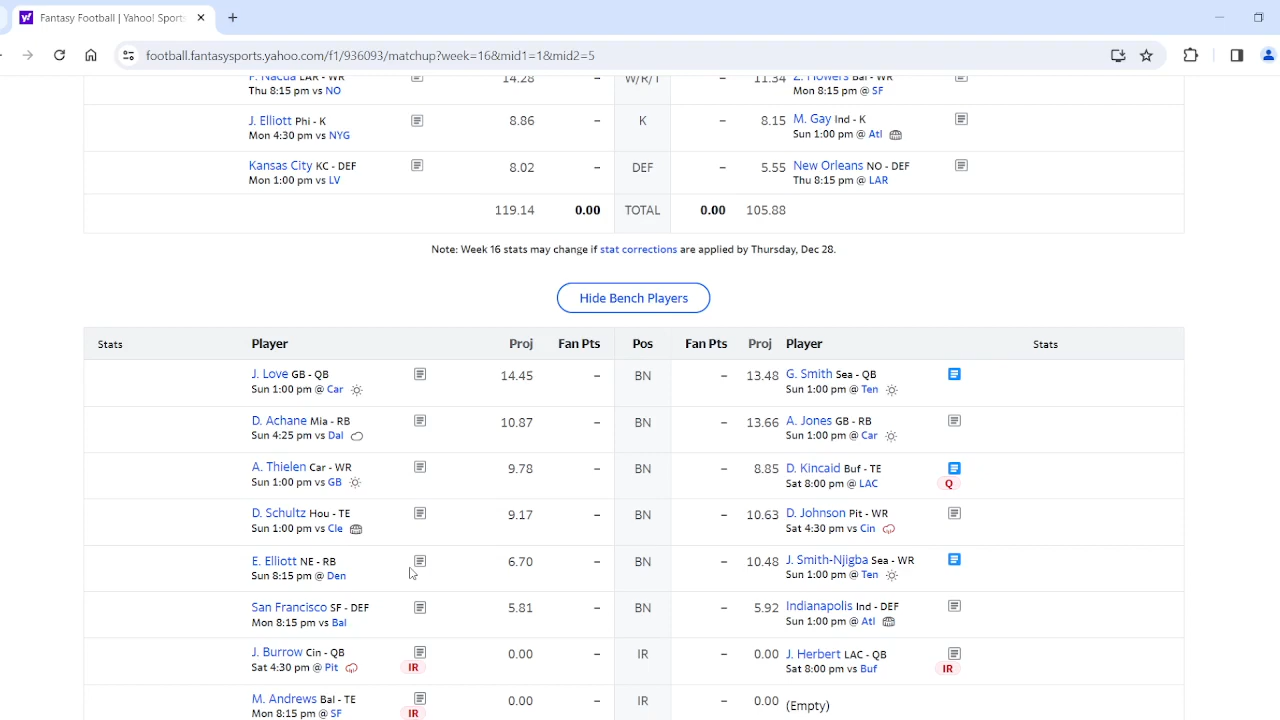 Fantasy Football | Yahoo! Sports
football.fantasysports.yahoo.com/f1/936093/matchup?week=16&mid1=1&mid2=5
P. Nacua LAR - WR 14.28 – W/R/T – 11.34 Z. Flowers Bal - WR
Thu 8:15 pm vs NO Mon 8:15 pm @ SF
J. Elliott Phi - K 8.86 – K – 8.15 M. Gay Ind - K
Mon 4:30 pm vs NYG Sun 1:00 pm @ Atl
Kansas City KC - DEF 8.02 – DEF – 5.55 New Orleans NO - DEF
Mon 1:00 pm vs LV Thu 8:15 pm @ LAR
119.14 0.00 TOTAL 0.00 105.88
Note: Week 16 stats may change if stat corrections are applied by Thursday, Dec 28.
Hide Bench Players
Stats Player Proj Fan Pts Pos Fan Pts Proj Player Stats
J. Love GB - QB 14.45 – BN – 13.48 G. Smith Sea - QB
Sun 1:00 pm @ Car Sun 1:00 pm @ Ten
D. Achane Mia - RB 10.87 – BN – 13.66 A. Jones GB - RB
Sun 4:25 pm vs Dal Sun 1:00 pm @ Car
A. Thielen Car - WR 9.78 – BN – 8.85 D. Kincaid Buf - TE
Sun 1:00 pm vs GB Sat 8:00 pm @ LAC Q
D. Schultz Hou - TE 9.17 – BN – 10.63 D. Johnson Pit - WR
Sun 1:00 pm vs Cle Sat 4:30 pm vs Cin
E. Elliott NE - RB 6.70 – BN – 10.48 J. Smith-Njigba Sea - WR
Sun 8:15 pm @ Den Sun 1:00 pm @ Ten
San Francisco SF - DEF 5.81 – BN – 5.92 Indianapolis Ind - DEF
Mon 8:15 pm vs Bal Sun 1:00 pm @ Atl
J. Burrow Cin - QB 0.00 – IR – 0.00 J. Herbert LAC - QB
Sat 4:30 pm @ Pit IR Sat 8:00 pm vs Buf IR
M. Andrews Bal - TE 0.00 – IR – 0.00 (Empty)
Mon 8:15 pm @ SF IR